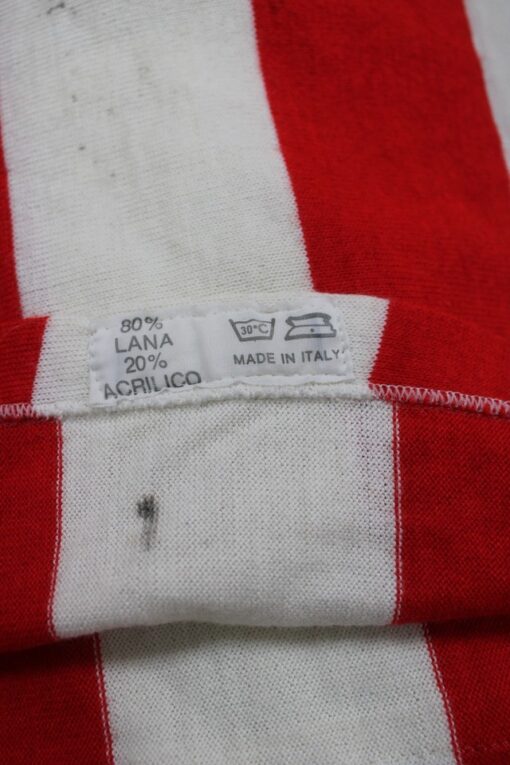 80%
LANA
20%
ACRILICO
30°C
MADE IN ITALY